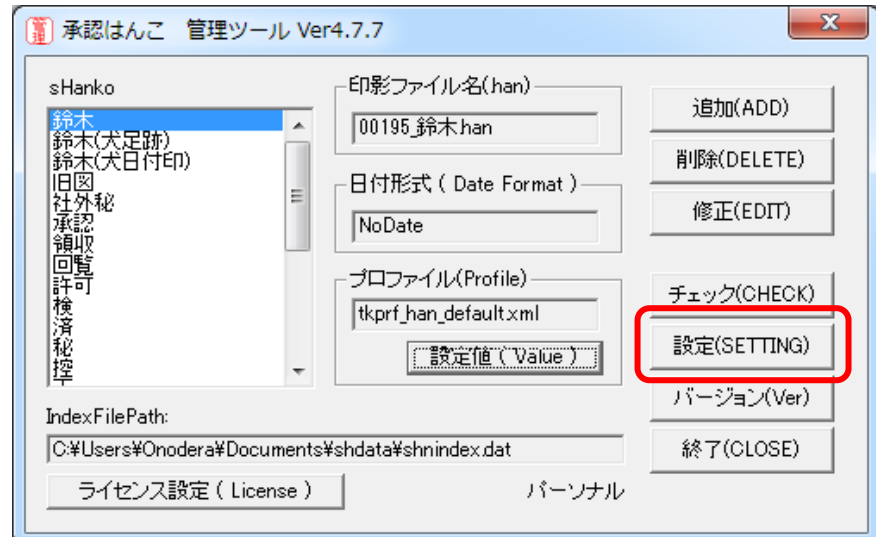 管理 承認はんこ 管理ツール Ver4.7.7
sHanko
鈴木
鈴木(犬足跡)
鈴木(犬日付印)
旧図
社外秘
承認
領収
回覧
許可
検
済
秘
控
印影ファイル名(han)
00195_鈴木.han
日付形式 ( Date Format )
NoDate
プロファイル(Profile)
tkprf_han_default.xml
設定値 ( Value )
追加(ADD)
削除(DELETE)
修正(EDIT)
チェック(CHECK)
設定(SETTING)
バージョン(Ver)
終了(CLOSE)
IndexFilePath:
C:¥Users¥Onodera¥Documents¥shdata¥shnindex.dat
ライセンス設定 ( License )
パーソナル